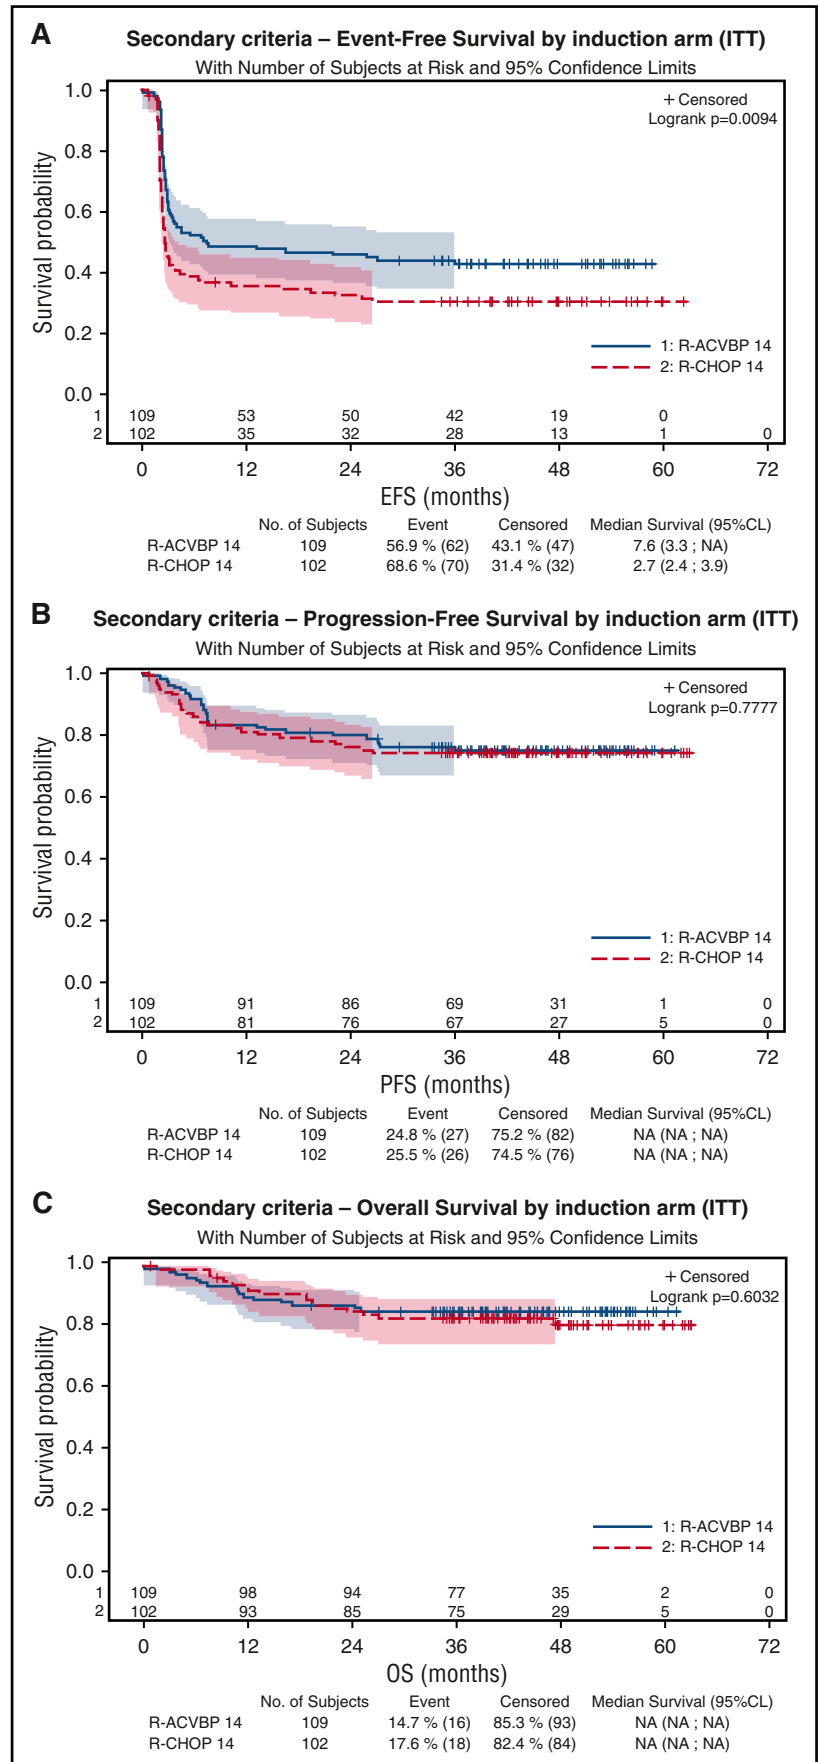 A
Secondary criteria – Event-Free Survival by induction arm (ITT)
With Number of Subjects at Risk and 95% Confidence Limits
+ Censored
Logrank p=0.0094
Survival probability
1.0
0.8
0.6
0.4
0.2
0.0
1: R-ACVBP 14
2: R-CHOP 14
1 109 53 50 42 19 0
2 102 35 32 28 13 1 0
0 12 24 36 48 60 72
EFS (months)
No. of Subjects Event Censored Median Survival (95%CL)
R-ACVBP 14 109 56.9 % (62) 43.1 % (47) 7.6 (3.3 ; NA)
R-CHOP 14 102 68.6 % (70) 31.4 % (32) 2.7 (2.4 ; 3.9)
B
Secondary criteria – Progression-Free Survival by induction arm (ITT)
With Number of Subjects at Risk and 95% Confidence Limits
+ Censored
Logrank p=0.7777
Survival probability
1.0
0.8
0.6
0.4
0.2
0.0
1: R-ACVBP 14
2: R-CHOP 14
1 109 91 86 69 31 1 0
2 102 81 76 67 27 5 0
0 12 24 36 48 60 72
PFS (months)
No. of Subjects Event Censored Median Survival (95%CL)
R-ACVBP 14 109 24.8 % (27) 75.2 % (82) NA (NA ; NA)
R-CHOP 14 102 25.5 % (26) 74.5 % (76) NA (NA ; NA)
C
Secondary criteria – Overall Survival by induction arm (ITT)
With Number of Subjects at Risk and 95% Confidence Limits
+ Censored
Logrank p=0.6032
Survival probability
1.0
0.8
0.6
0.4
0.2
0.0
1: R-ACVBP 14
2: R-CHOP 14
1 109 98 94 77 35 2 0
2 102 93 85 75 29 5 0
0 12 24 36 48 60 72
OS (months)
No. of Subjects Event Censored Median Survival (95%CL)
R-ACVBP 14 109 14.7 % (16) 85.3 % (93) NA (NA ; NA)
R-CHOP 14 102 17.6 % (18) 82.4 % (84) NA (NA ; NA)